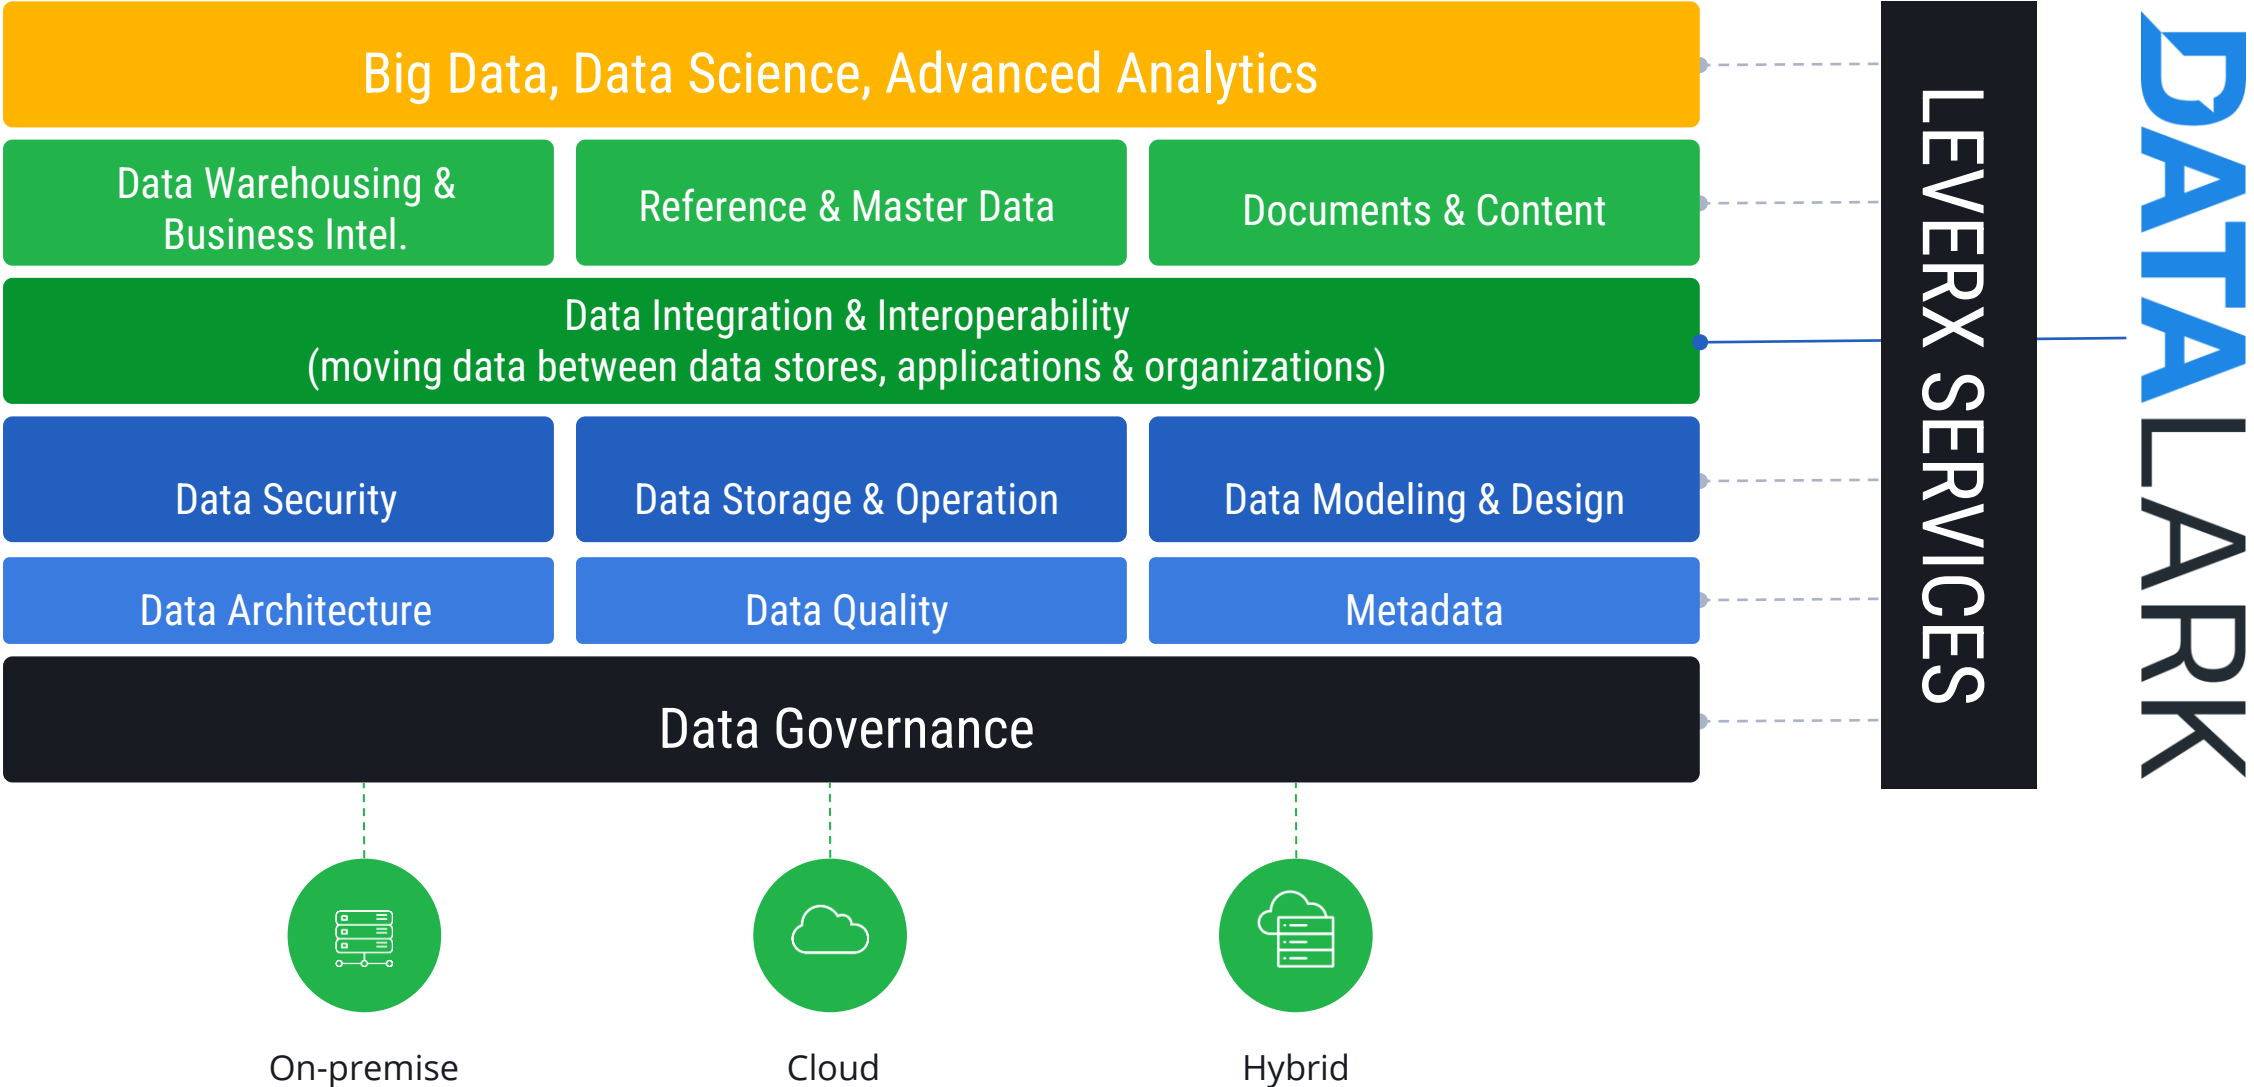 Big Data, Data Science, Advanced Analytics
Data Warehousing &
Business Intel.
Reference & Master Data
Documents & Content
Data Integration & Interoperability
(moving data between data stores, applications & organizations)
Data Security
Data Storage & Operation
Data Modeling & Design
Data Architecture
Data Quality
Metadata
Data Governance
On-premise
Cloud
Hybrid
LEVERX SERVICES
DATALARK